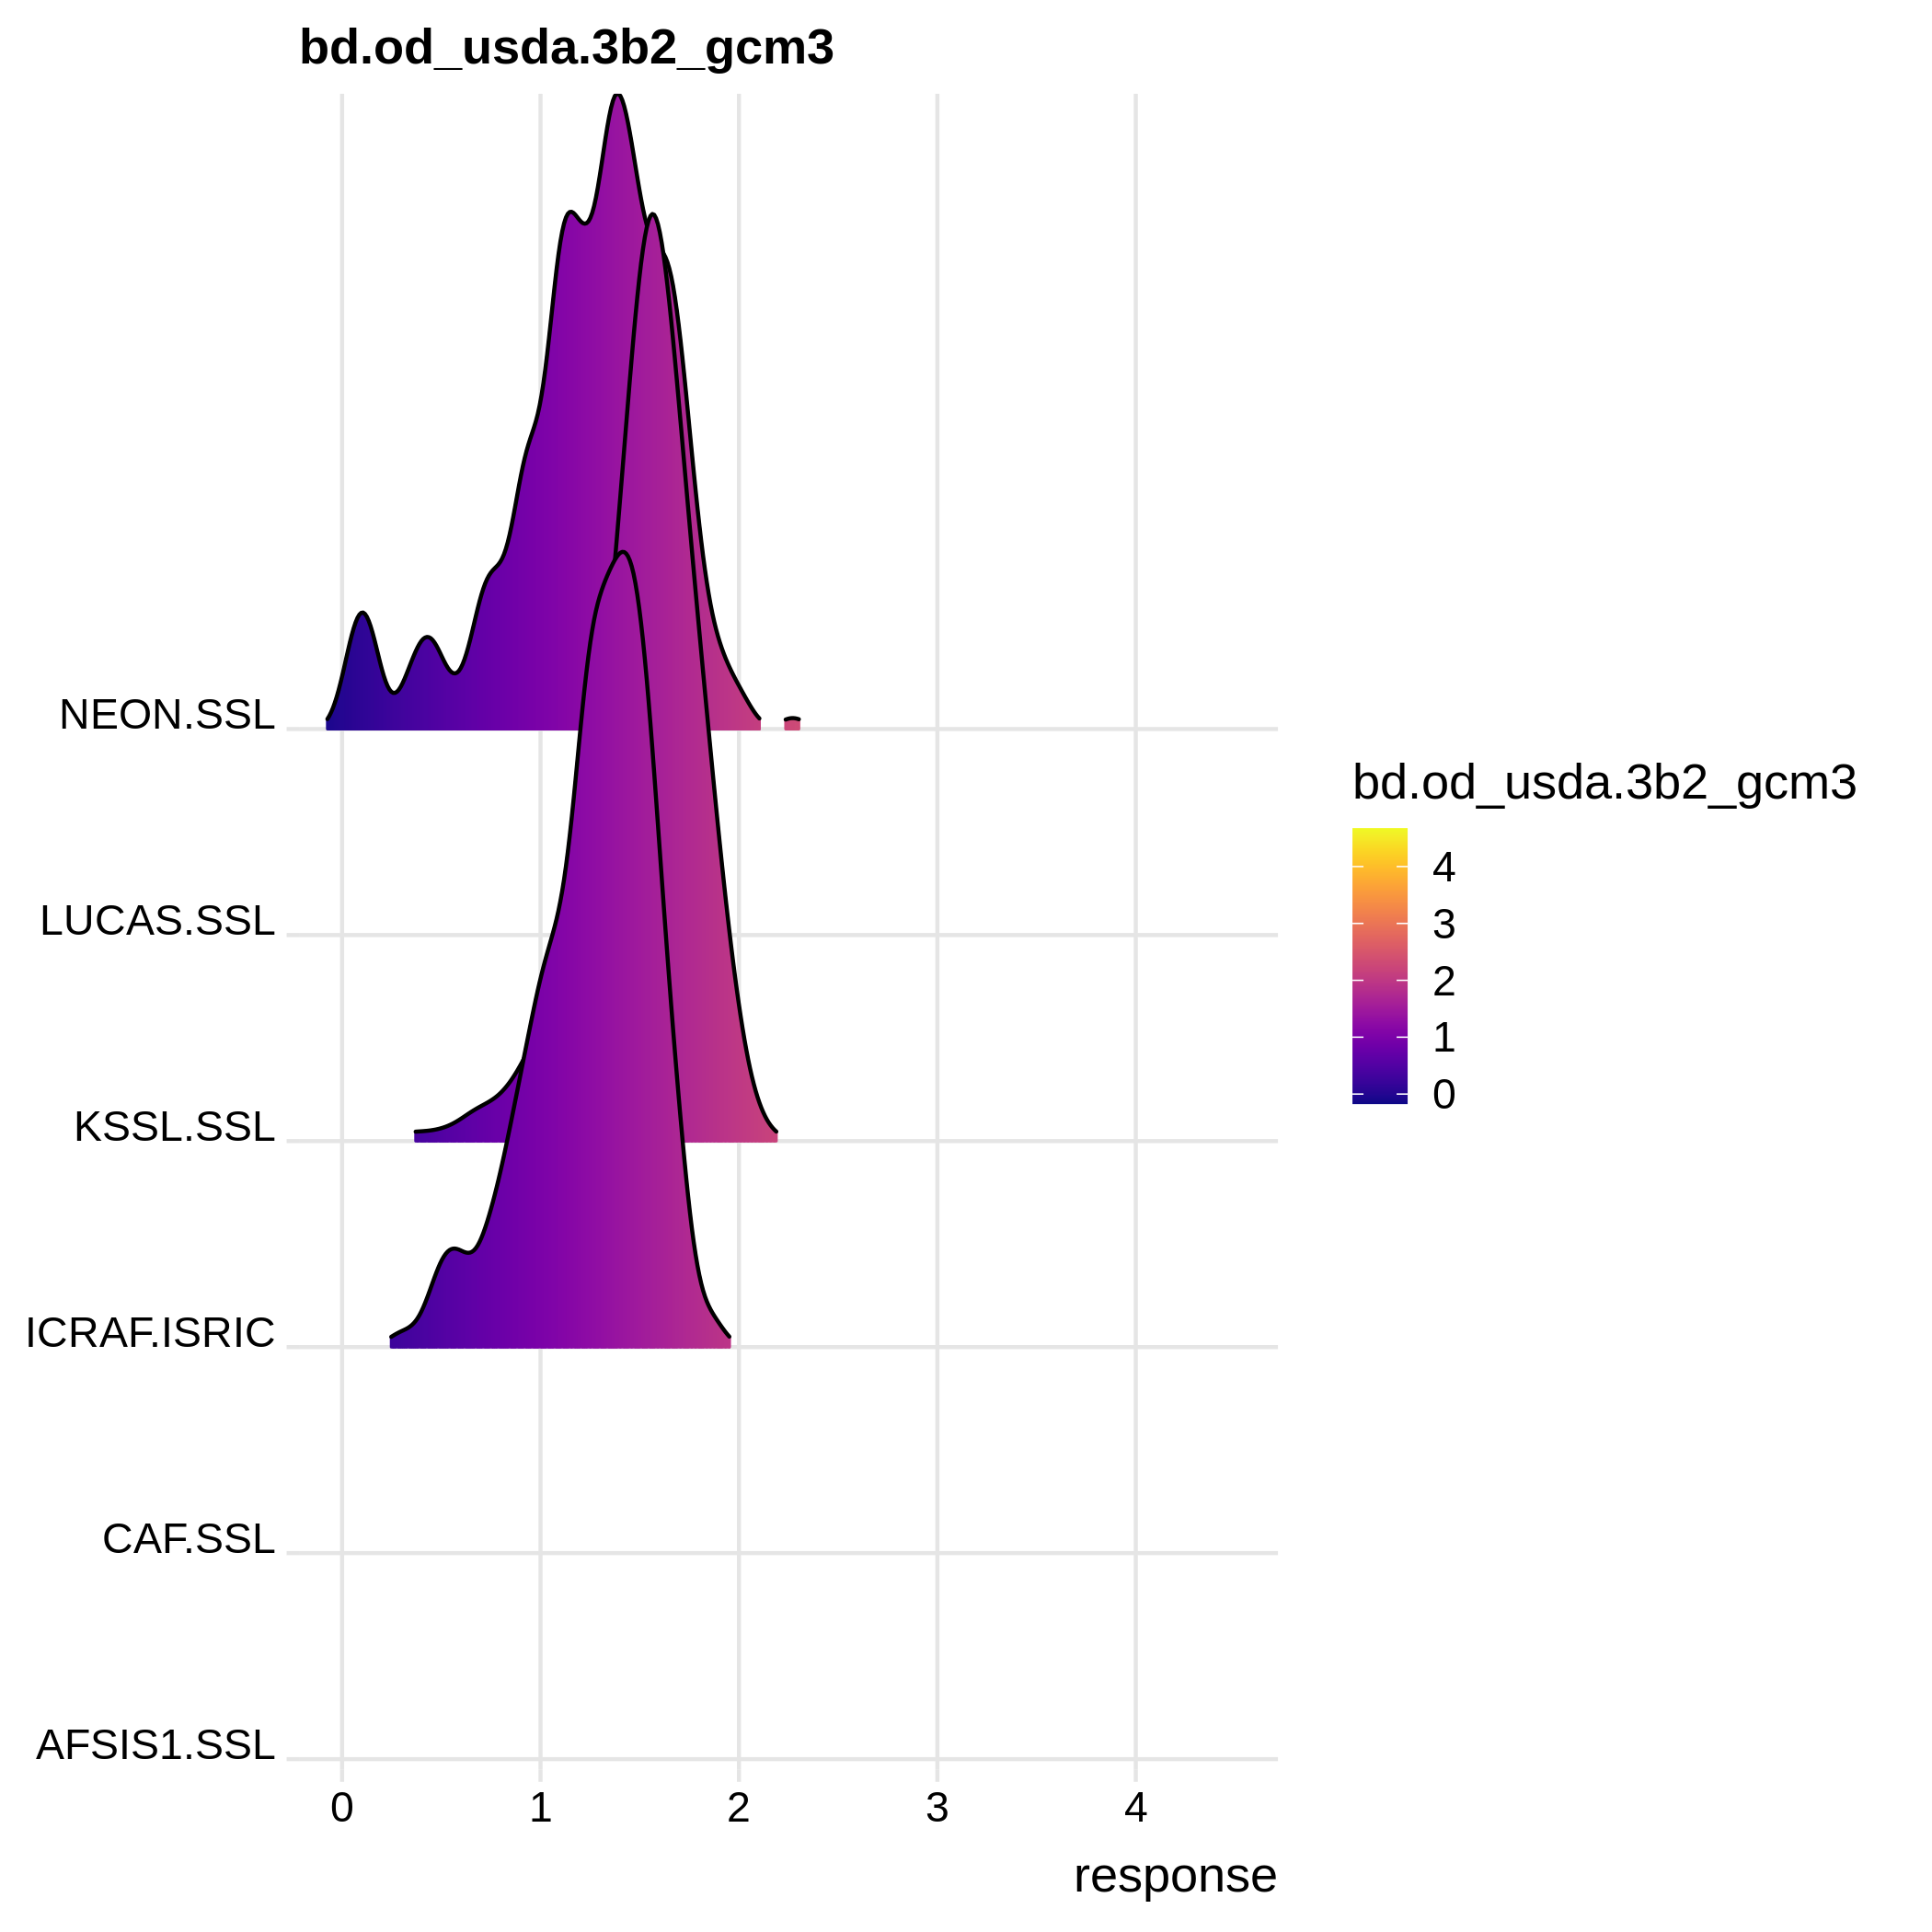 bd.od_usda.3b2_gcm3
NEON.SSL
LUCAS.SSL
KSSL.SSL
ICRAF.ISRIC
CAF.SSL
AFSIS1.SSL
0 1 2 3 4
response
bd.od_usda.3b2_gcm3
4
3
2
1
0